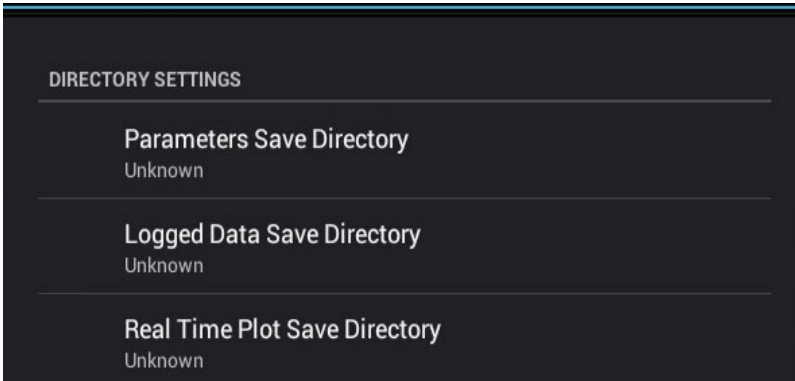 DIRECTORY SETTINGS
Parameters Save Directory
Unknown
Logged Data Save Directory
Unknown
Real Time Plot Save Directory
Unknown